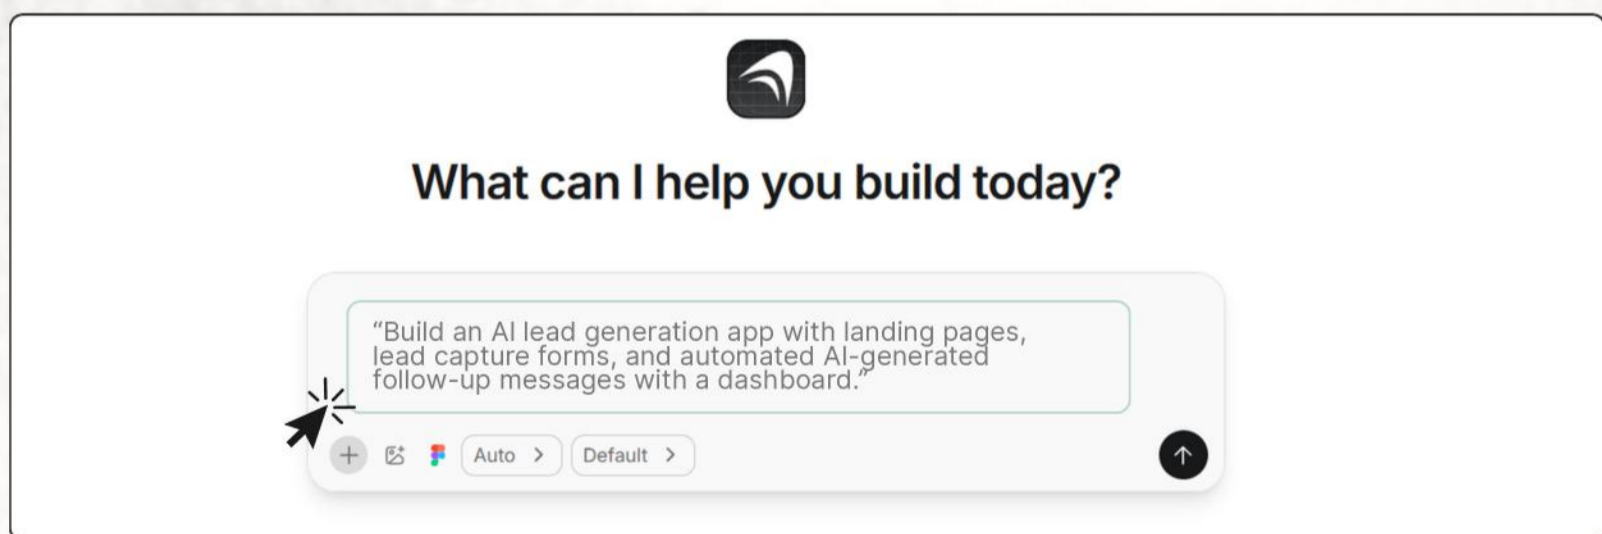 What can I help you build today?
“Build an AI lead generation app with landing pages,
lead capture forms, and automated AI-generated
follow-up messages with a dashboard.”
Auto
Default